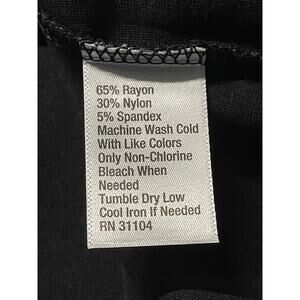 65% Rayon
30% Nylon
5% Spandex
Machine Wash Cold
With Like Colors
Only Non-Chlorine
Bleach When
Needed
Tumble Dry Low
Cool Iron If Needed
RN 31104